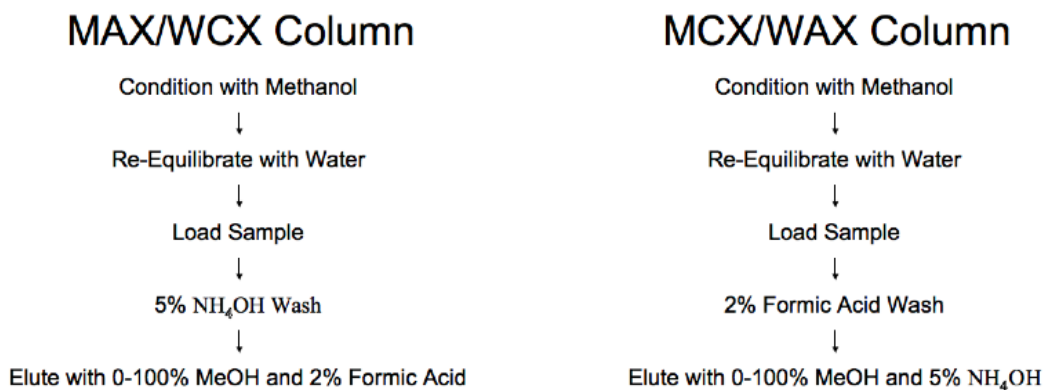 MAX/WCX Column
Condition with Methanol
Re-Equilibrate with Water
Load Sample
5% NH₄OH Wash
Elute with 0-100% MeOH and 2% Formic Acid
MCX/WAX Column
Condition with Methanol
Re-Equilibrate with Water
Load Sample
2% Formic Acid Wash
Elute with 0-100% MeOH and 5% NH₄OH